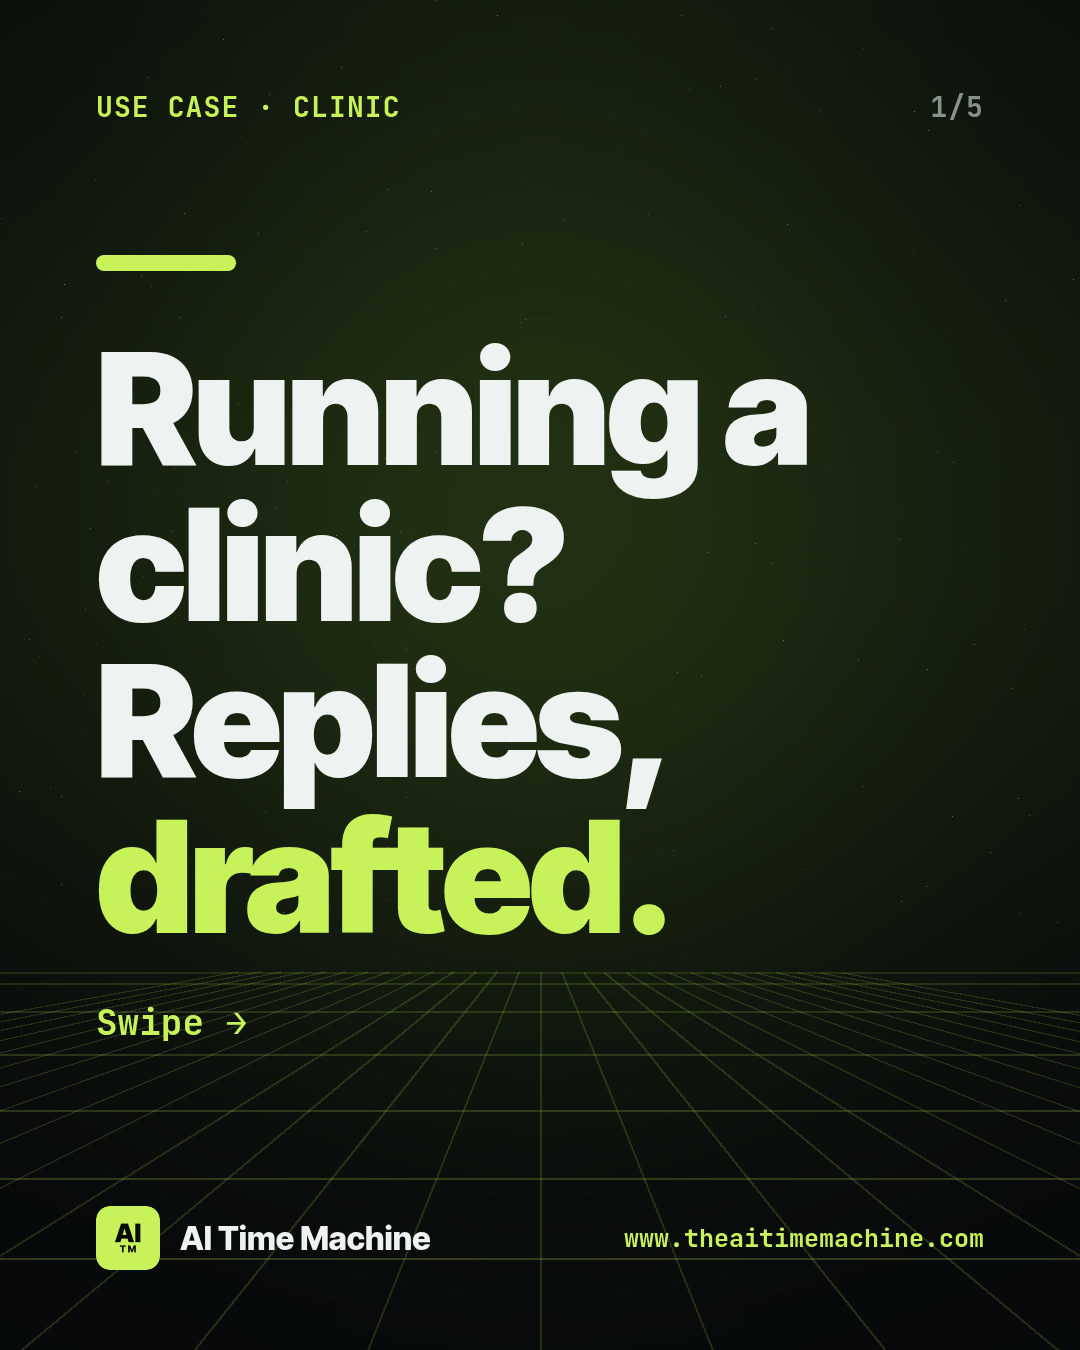 USE CASE · CLINIC
1/5
Running a
clinic?
Replies,
drafted.
Swipe →
AI
TM
AI Time Machine
www.theaitimemachine.com